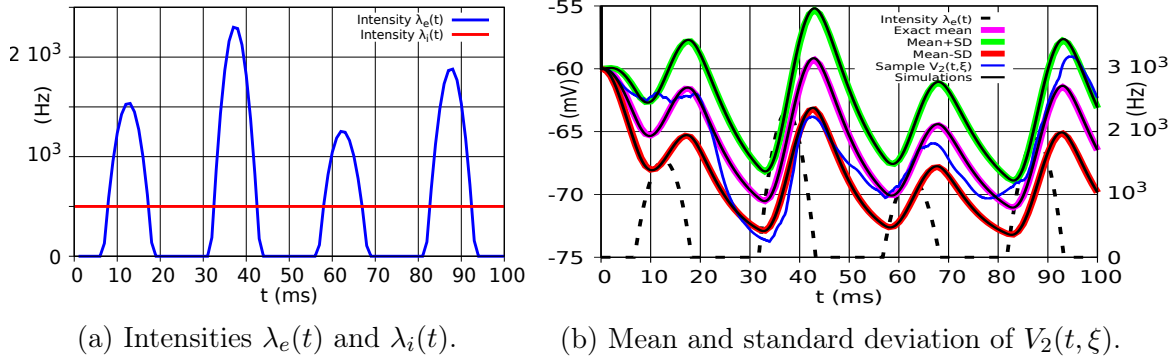 Intensity λe(t)
Intensity λi(t)
2 10³
(Hz)
10³
0
0 10 20 30 40 50 60 70 80 90 100
t (ms)
(a) Intensities λe(t) and λi(t).
-55
-60
(mV)
-65
-70
-75
Intensity λe(t)
Exact mean
Mean+SD
Mean-SD
Sample V2(t,ξ)
Simulations
3 10³
(Hz)
2 10³
10³
0
0 10 20 30 40 50 60 70 80 90 100
t (ms)
(b) Mean and standard deviation of V2(t, ξ).